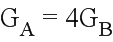 G_A = 4G_B